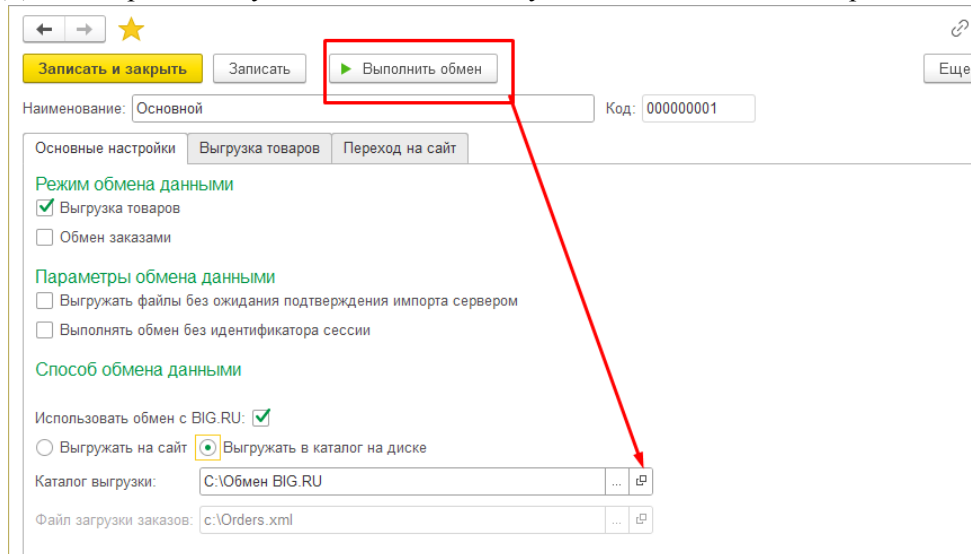 Записать и закрыть Записать Выполнить обмен Еще
Наименование: Основной Код: 000000001
Основные настройки Выгрузка товаров Переход на сайт
Режим обмена данными
Выгрузка товаров
Обмен заказами
Параметры обмена данными
Выгружать файлы без ожидания подтверждения импорта сервером
Выполнять обмен без идентификатора сессии
Способ обмена данными
Использовать обмен с BIG.RU:
Выгружать на сайт Выгружать в каталог на диске
Каталог выгрузки: C:\Обмен BIG.RU ...
Файл загрузки заказов: c:\Orders.xml ...